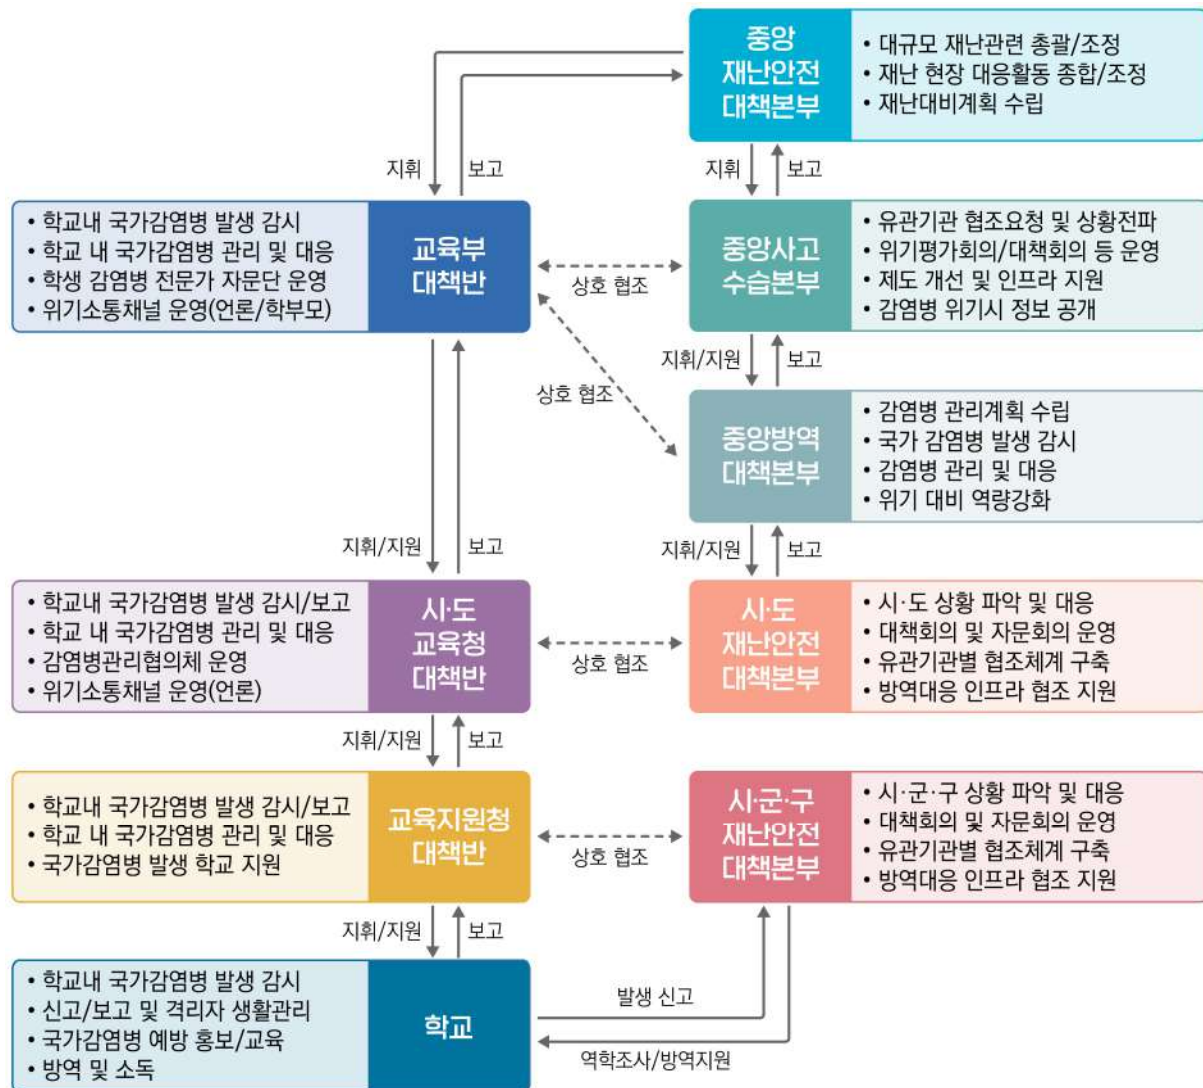 중앙
재난안전
대책본부
• 대규모 재난관련 총괄/조정
• 재난 현장 대응활동 종합/조정
• 재난대비계획 수립
지휘
보고
지휘
보고
• 학교내 국가감염병 발생 감시
• 학교 내 국가감염병 관리 및 대응
• 학생 감염병 전문가 자문단 운영
• 위기소통채널 운영(언론/학부모)
교육부
대책반
상호 협조
중앙사고
수습본부
• 유관기관 협조요청 및 상황전파
• 위기평가회의/대책회의 등 운영
• 제도 개선 및 인프라 지원
• 감염병 위기시 정보 공개
지휘/지원
보고
상호 협조
중앙방역
대책본부
• 감염병 관리계획 수립
• 국가 감염병 발생 감시
• 감염병 관리 및 대응
• 위기 대비 역량강화
지휘/지원
보고
지휘/지원
보고
• 학교내 국가감염병 발생 감시/보고
• 학교 내 국가감염병 관리 및 대응
• 감염병관리협의체 운영
• 위기소통채널 운영(언론)
시·도
교육청
대책반
상호 협조
시·도
재난안전
대책본부
• 시·도 상황 파악 및 대응
• 대책회의 및 자문회의 운영
• 유관기관별 협조체계 구축
• 방역대응 인프라 협조 지원
지휘/지원
보고
• 학교내 국가감염병 발생 감시/보고
• 학교 내 국가감염병 관리 및 대응
• 국가감염병 발생 학교 지원
교육지원청
대책반
상호 협조
시·군·구
재난안전
대책본부
• 시·군·구 상황 파악 및 대응
• 대책회의 및 자문회의 운영
• 유관기관별 협조체계 구축
• 방역대응 인프라 협조 지원
지휘/지원
보고
• 학교내 국가감염병 발생 감시
• 신고/보고 및 격리자 생활관리
• 국가감염병 예방 홍보/교육
• 방역 및 소독
학교
발생 신고
역학조사/방역지원